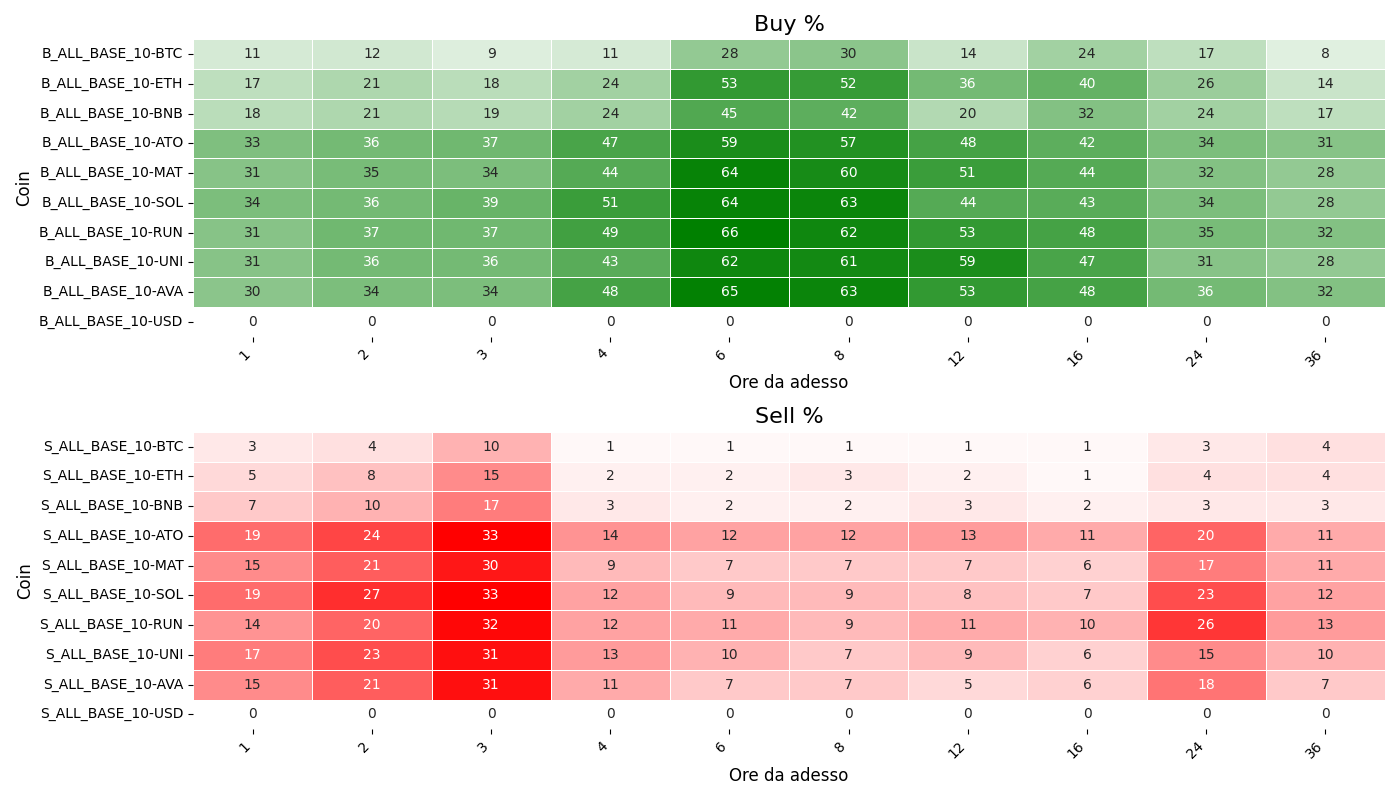 Buy %
Coin
B_ALL_BASE_10-BTC 11 12 9 11 28 30 14 24 17 8
B_ALL_BASE_10-ETH 17 21 18 24 53 52 36 40 26 14
B_ALL_BASE_10-BNB 18 21 19 24 45 42 20 32 24 17
B_ALL_BASE_10-ATO 33 36 37 47 59 57 48 42 34 31
B_ALL_BASE_10-MAT 31 35 34 44 64 60 51 44 32 28
B_ALL_BASE_10-SOL 34 36 39 51 64 63 44 43 34 28
B_ALL_BASE_10-RUN 31 37 37 49 66 62 53 48 35 32
B_ALL_BASE_10-UNI 31 36 36 43 62 61 59 47 31 28
B_ALL_BASE_10-AVA 30 34 34 48 65 63 53 48 36 32
B_ALL_BASE_10-USD 0 0 0 0 0 0 0 0 0 0
1 2 3 4 6 8 12 16 24 36
Ore da adesso
Sell %
Coin
S_ALL_BASE_10-BTC 3 4 10 1 1 1 1 1 3 4
S_ALL_BASE_10-ETH 5 8 15 2 2 3 2 1 4 4
S_ALL_BASE_10-BNB 7 10 17 3 2 2 3 2 3 3
S_ALL_BASE_10-ATO 19 24 33 14 12 12 13 11 20 11
S_ALL_BASE_10-MAT 15 21 30 9 7 7 7 6 17 11
S_ALL_BASE_10-SOL 19 27 33 12 9 9 8 7 23 12
S_ALL_BASE_10-RUN 14 20 32 12 11 9 11 10 26 13
S_ALL_BASE_10-UNI 17 23 31 13 10 7 9 6 15 10
S_ALL_BASE_10-AVA 15 21 31 11 7 7 5 6 18 7
S_ALL_BASE_10-USD 0 0 0 0 0 0 0 0 0 0
1 2 3 4 6 8 12 16 24 36
Ore da adesso